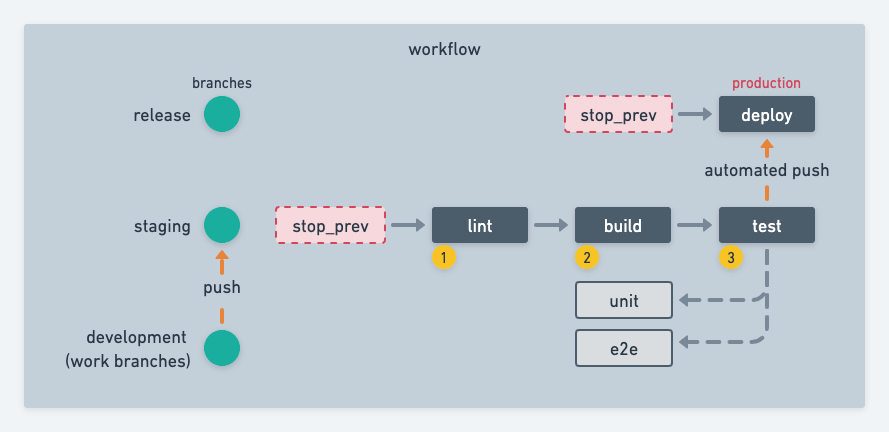 workflow
branches
production
release
stop_prev
deploy
automated push
staging
stop_prev
lint
build
test
1
2
3
push
unit
development
(work branches)
e2e